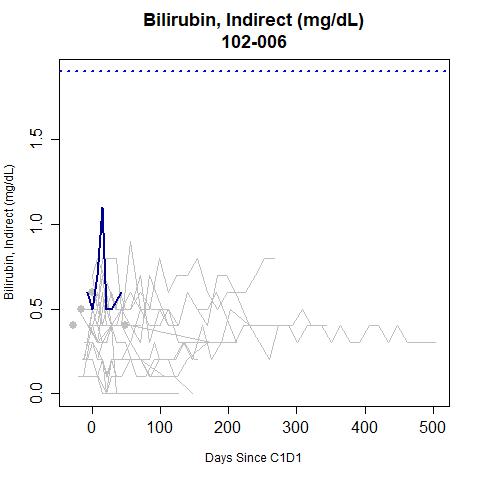 Bilirubin, Indirect (mg/dL)
102-006
Bilirubin, Indirect (mg/dL)
1.5
1.0
0.5
0.0
0 100 200 300 400 500
Days Since C1D1